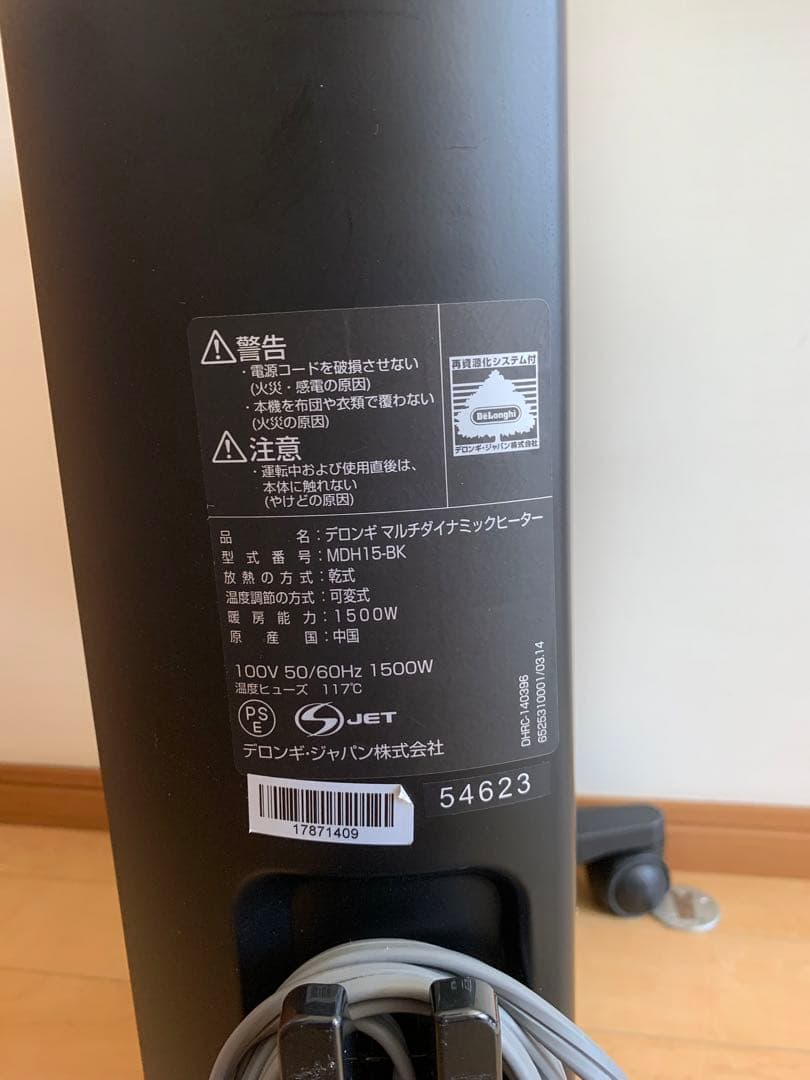 警告
・電源コードを破損させない
(火災・感電の原因)
・本機を布団や衣類で覆わない
(火災の原因)
注意
・運転中および使用直後は、
本体に触れない
(やけどの原因)
再資源化システム付
DeLonghi
デロンギ・ジャパン株式会社
品名：デロンギ マルチダイナミックヒーター
型式番号：MDH15-BK
放熱の方式：乾式
温度調節の方式：可変式
暖房能力：1500W
原産国：中国
100V 50/60Hz 1500W
温度ヒューズ 117℃
PS
E
JET
デロンギ・ジャパン株式会社
DHRC-140396
6525310001/03.14
17871409
54623